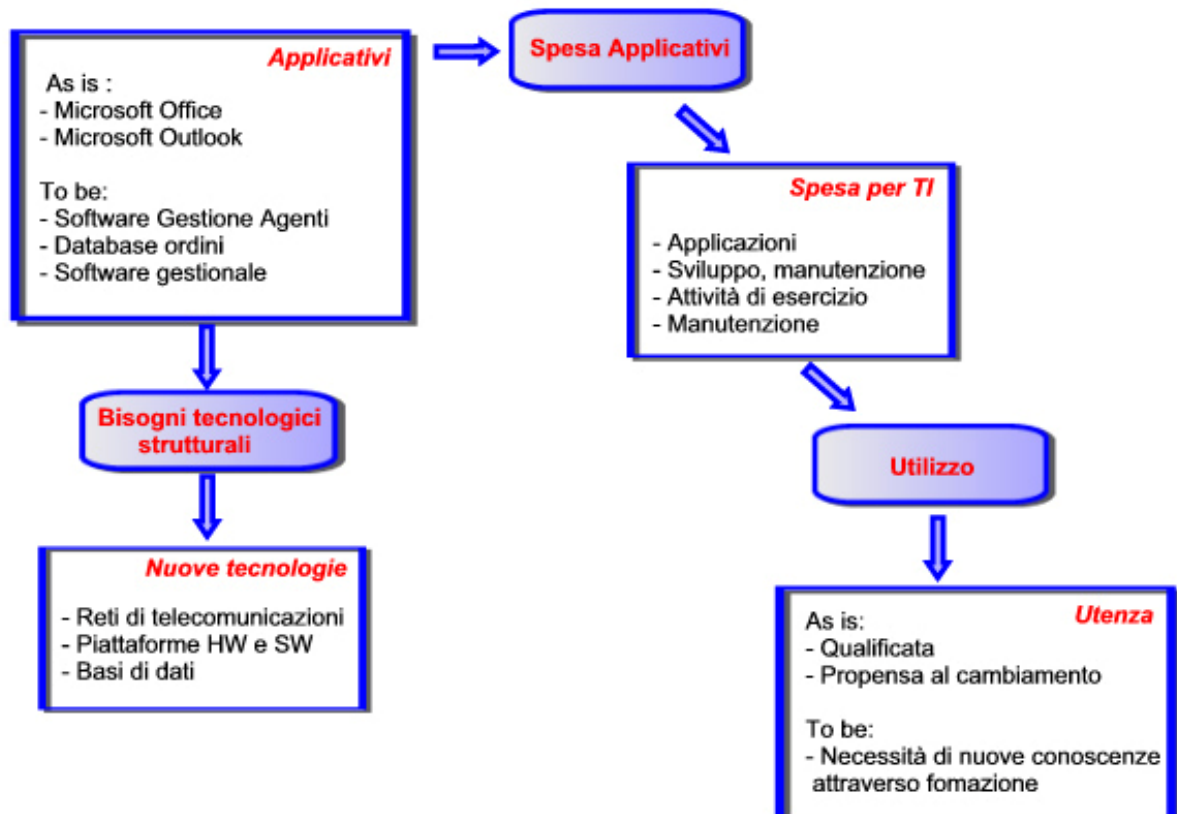 Applicativi
As is :
- Microsoft Office
- Microsoft Outlook
To be:
- Software Gestione Agenti
- Database ordini
- Software gestionale
Spesa Applicativi
Spesa per TI
- Applicazioni
- Sviluppo, manutenzione
- Attività di esercizio
- Manutenzione
Bisogni tecnologici
strutturali
Utilizzo
Nuove tecnologie
- Reti di telecomunicazioni
- Piattaforme HW e SW
- Basi di dati
Utenza
As is:
- Qualificata
- Propensa al cambiamento
To be:
- Necessità di nuove conoscenze
attraverso fomazione